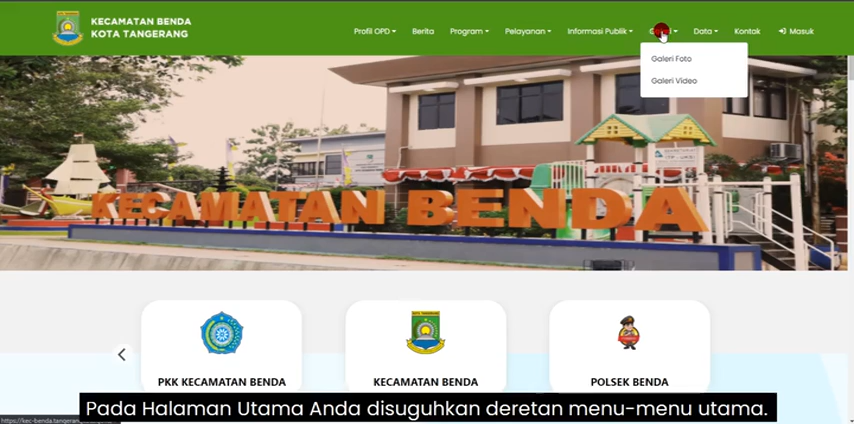 KECAMATAN BENDA
KOTA TANGERANG
Profil OPD
Berita
Program
Pelayanan
Informasi Publik
Data
Kontak
Masuk
Galeri Foto
Galeri Video
KECAMATAN BENDA
PKK KECAMATAN BENDA
KECAMATAN BENDA
POLSEK BENDA
Pada Halaman Utama Anda disuguhkan deretan menu-menu utama.